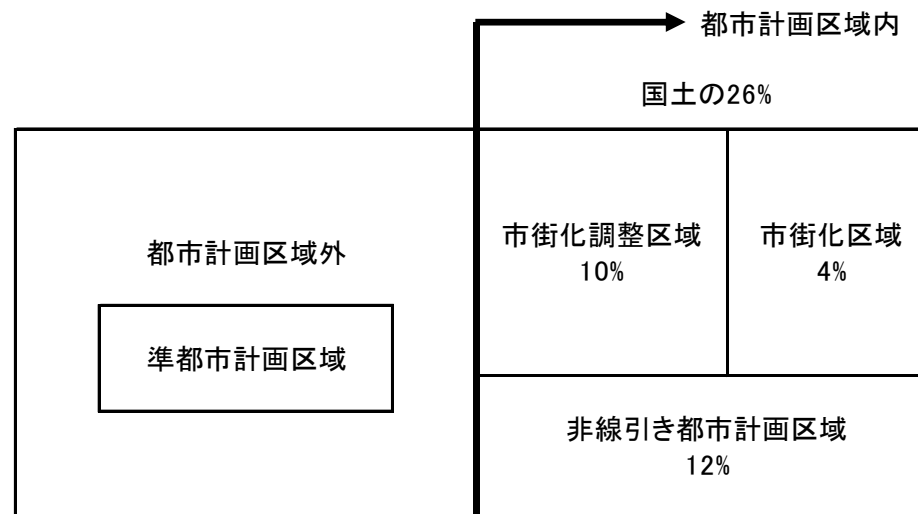 都市計画区域内
国土の26%
都市計画区域外
準都市計画区域
市街化調整区域
10%
市街化区域
4%
非線引き都市計画区域
12%